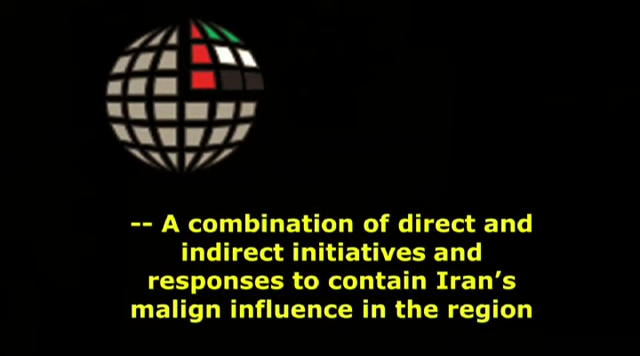 -- A combination of direct and
indirect initiatives and
responses to contain Iran’s
malign influence in the region